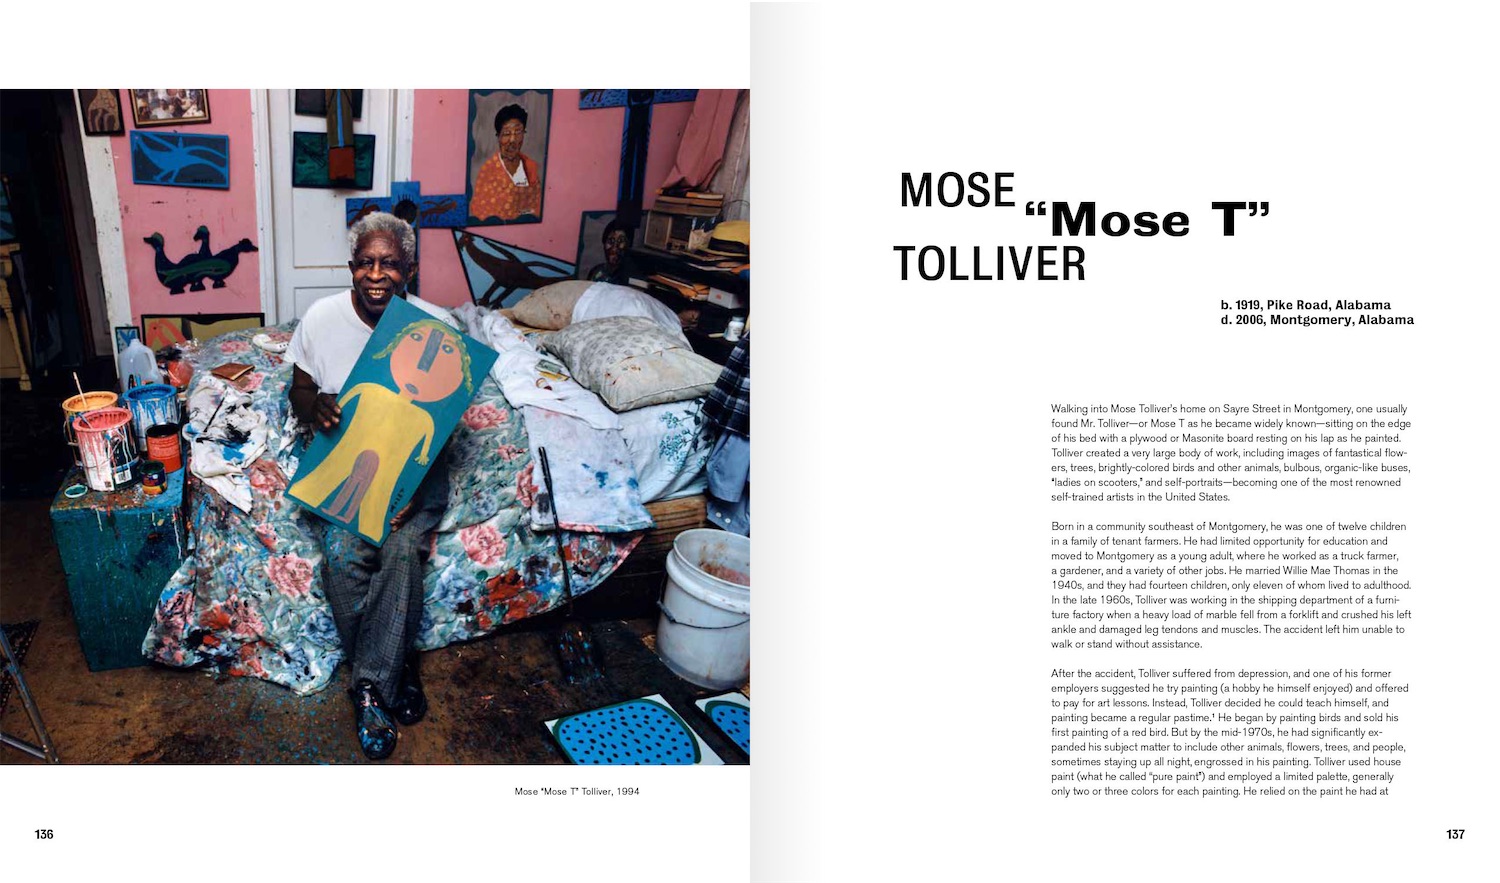 Mose “Mose T” Tolliver, 1994
136
MOSE
“Mose T”
TOLLIVER
b. 1919, Pike Road, Alabama
d. 2006, Montgomery, Alabama
Walking into Mose Tolliver’s home on Sayre Street in Montgomery, one usually
found Mr. Tolliver—or Mose T as he became widely known—sitting on the edge
of his bed with a plywood or Masonite board resting on his lap as he painted.
Tolliver created a very large body of work, including images of fantastical flow-
ers, trees, brightly-colored birds and other animals, bulbous, organic-like buses,
“ladies on scooters,” and self-portraits—becoming one of the most renowned
self-trained artists in the United States.
Born in a community southeast of Montgomery, he was one of twelve children
in a family of tenant farmers. He had limited opportunity for education and
moved to Montgomery as a young adult, where he worked as a truck farmer,
a gardener, and a variety of other jobs. He married Willie Mae Thomas in the
1940s, and they had fourteen children, only eleven of whom lived to adulthood.
In the late 1960s, Tolliver was working in the shipping department of a furni-
ture factory when a heavy load of marble fell from a forklift and crushed his left
ankle and damaged leg tendons and muscles. The accident left him unable to
walk or stand without assistance.
After the accident, Tolliver suffered from depression, and one of his former
employers suggested he try painting (a hobby he himself enjoyed) and offered
to pay for art lessons. Instead, Tolliver decided he could teach himself, and
painting became a regular pastime.¹ He began by painting birds and sold his
first painting of a red bird. But by the mid-1970s, he had significantly ex-
panded his subject matter to include other animals, flowers, trees, and people,
sometimes staying up all night, engrossed in his painting. Tolliver used house
paint (what he called “pure paint”) and employed a limited palette, generally
only two or three colors for each painting. He relied on the paint he had at
137